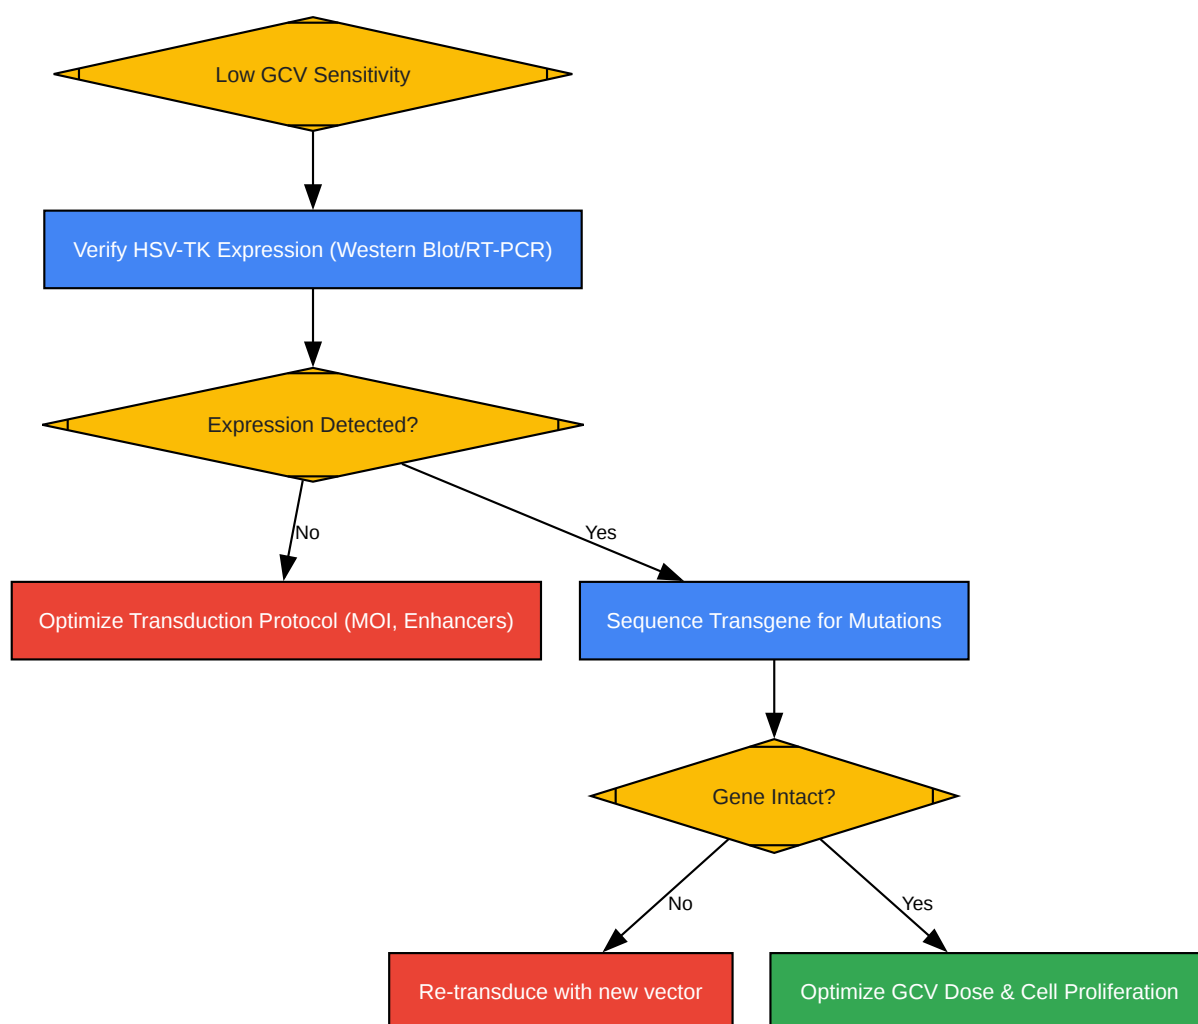 Low GCV Sensitivity
Verify HSV-TK Expression (Western Blot/RT-PCR)
Expression Detected?
No
Yes
Optimize Transduction Protocol (MOI, Enhancers)
Sequence Transgene for Mutations
Gene Intact?
No
Yes
Re-transduce with new vector
Optimize GCV Dose & Cell Proliferation